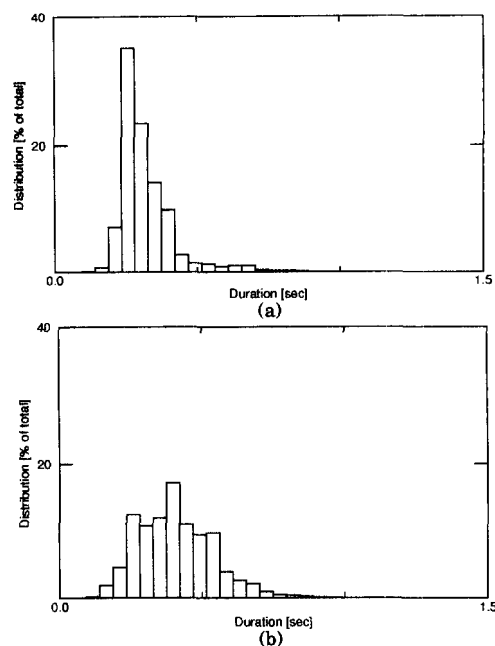 40
Distribution [% of total]
20
0.0
1.5
Duration [sec]
(a)
40
Distribution [% of total]
20
0.0
1.5
Duration [sec]
(b)